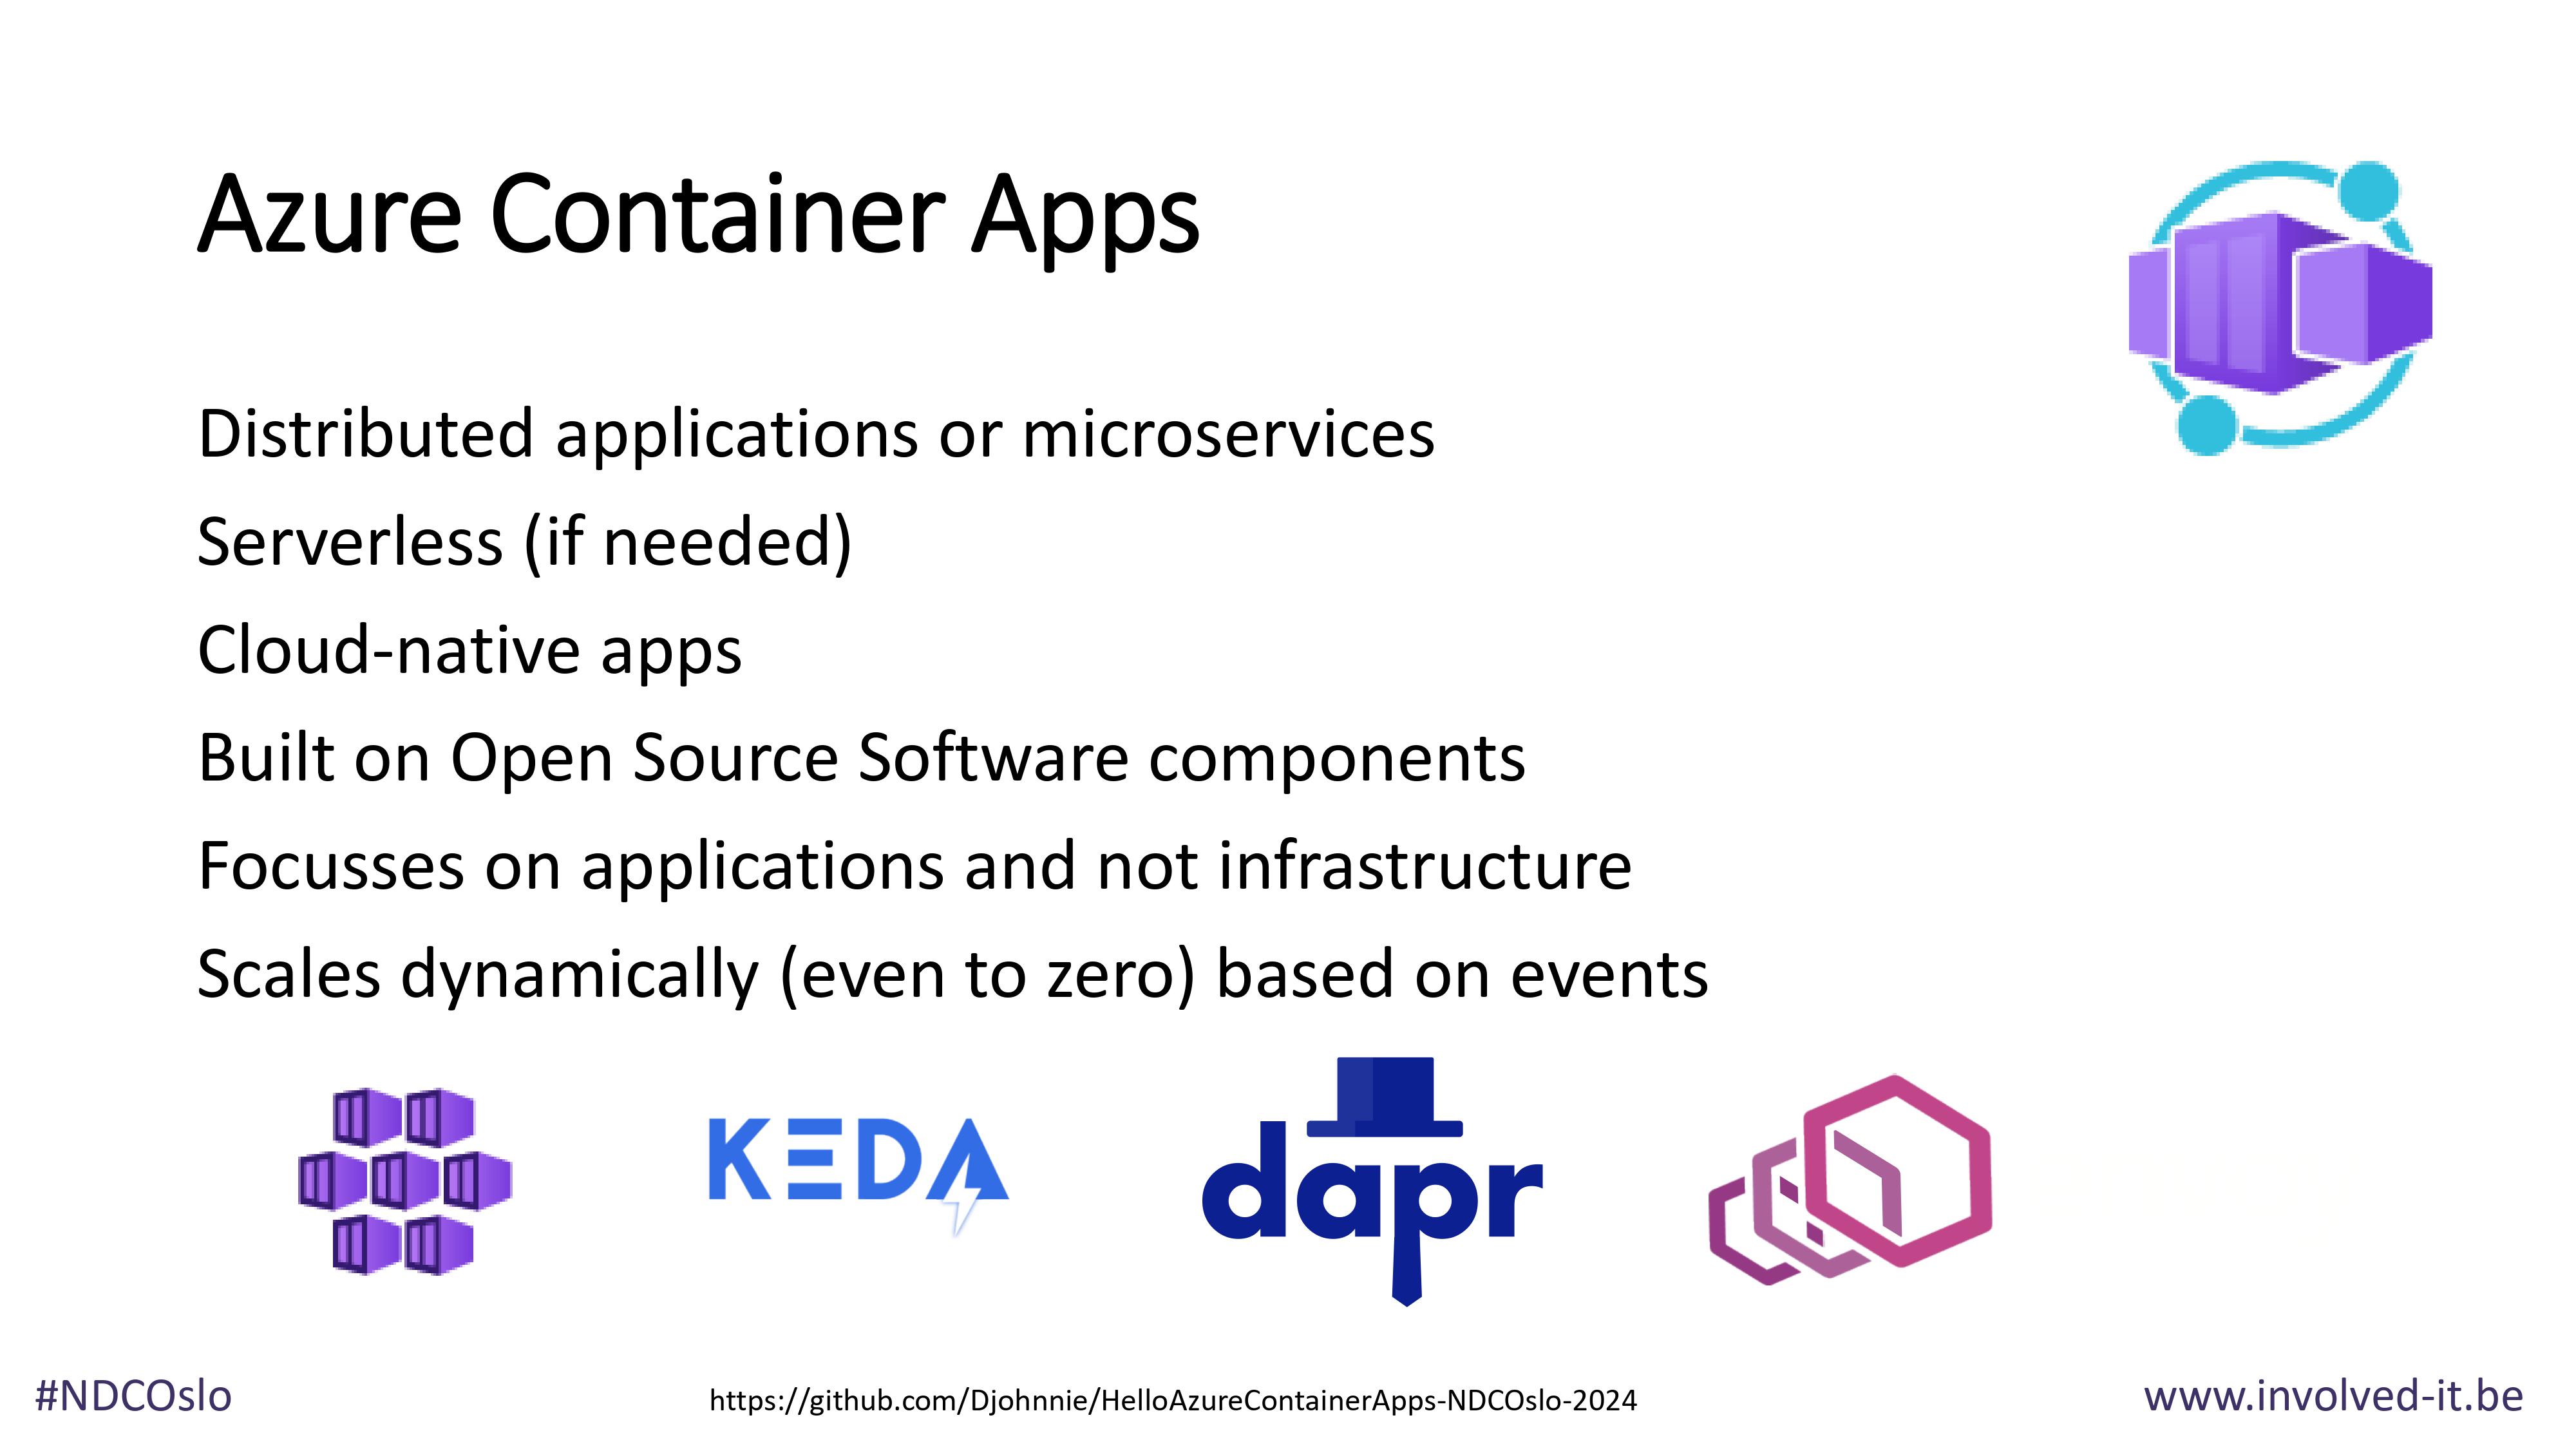 Azure Container Apps
Distributed applications or microservices
Serverless (if needed)
Cloud-native apps
Built on Open Source Software components
Focusses on applications and not infrastructure
Scales dynamically (even to zero) based on events
KEDA
dapr
#NDCOslo
https://github.com/Djohnnie/HelloAzureContainerApps-NDCOslo-2024
www.involved-it.be